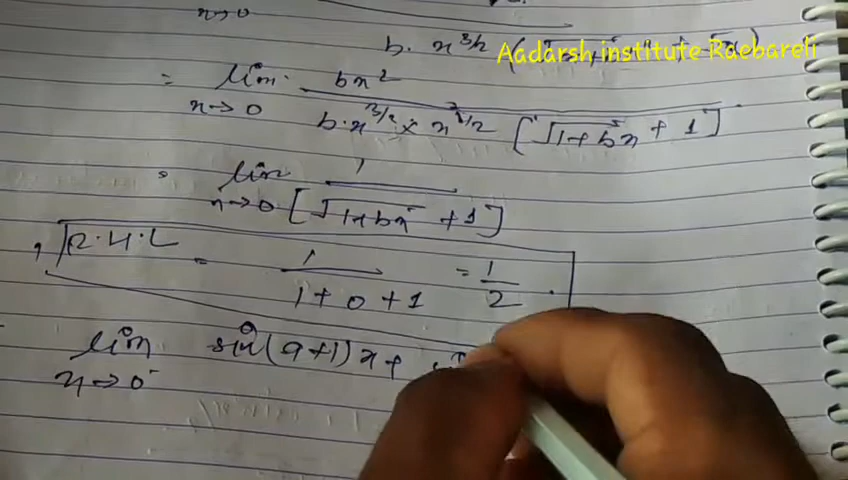 x→0
b. x^3/2 (
Aadarsh institute Raebareli
= lim bx²
x→0 b·x^3/2 × x^1/2 [√1+bx + 1]
= lim 1
x→0 [√1+bx + 1]
R.H.L = 1 = 1
1+0+1 2
lim sin(a+1)x+
x→0⁻